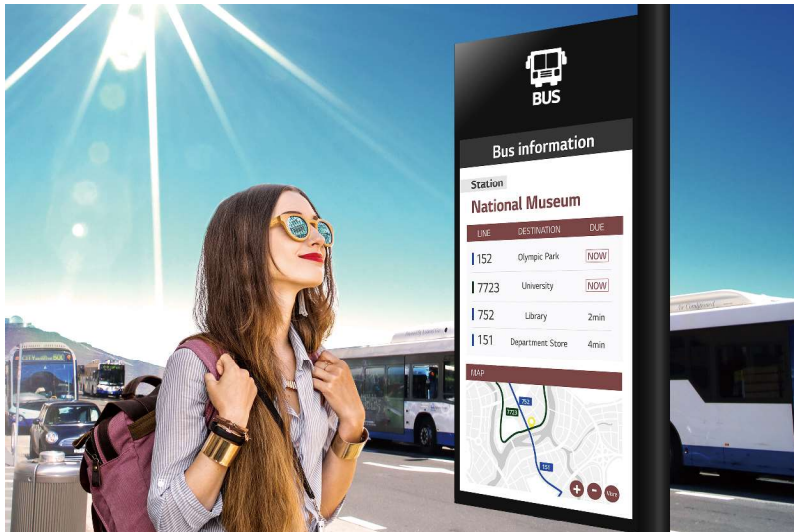 BUS
Bus information
Station
National Museum
LINE DESTINATION DUE
152 Olympic Park NOW
7723 University NOW
752 Library 2min
151 Department Store 4min
MAP
752
7723
151
+ -